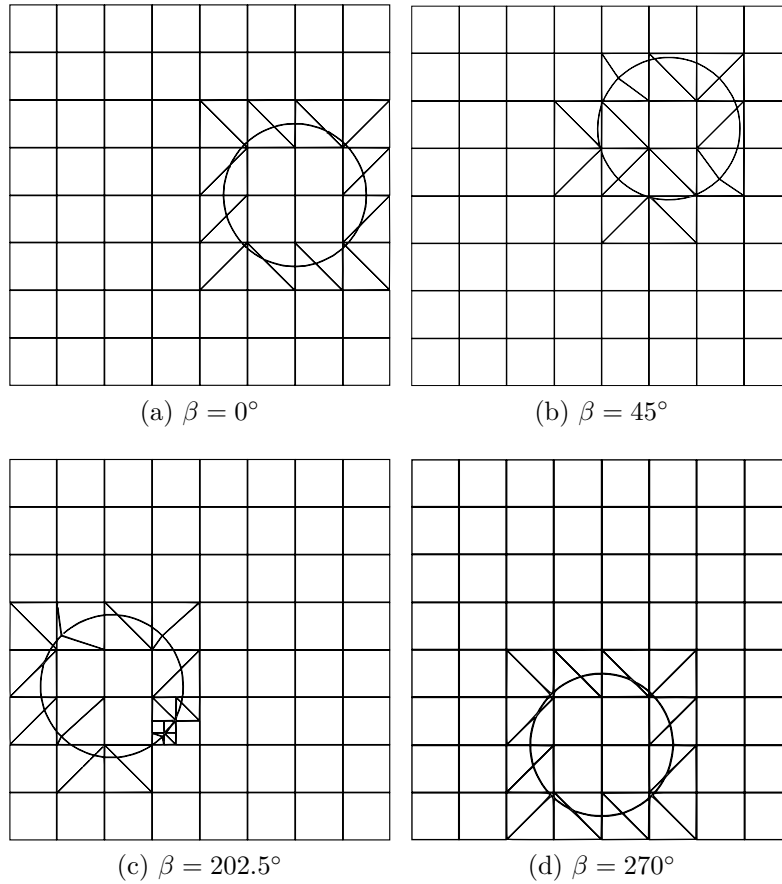 (a) β = 0°
(b) β = 45°
(c) β = 202.5°
(d) β = 270°